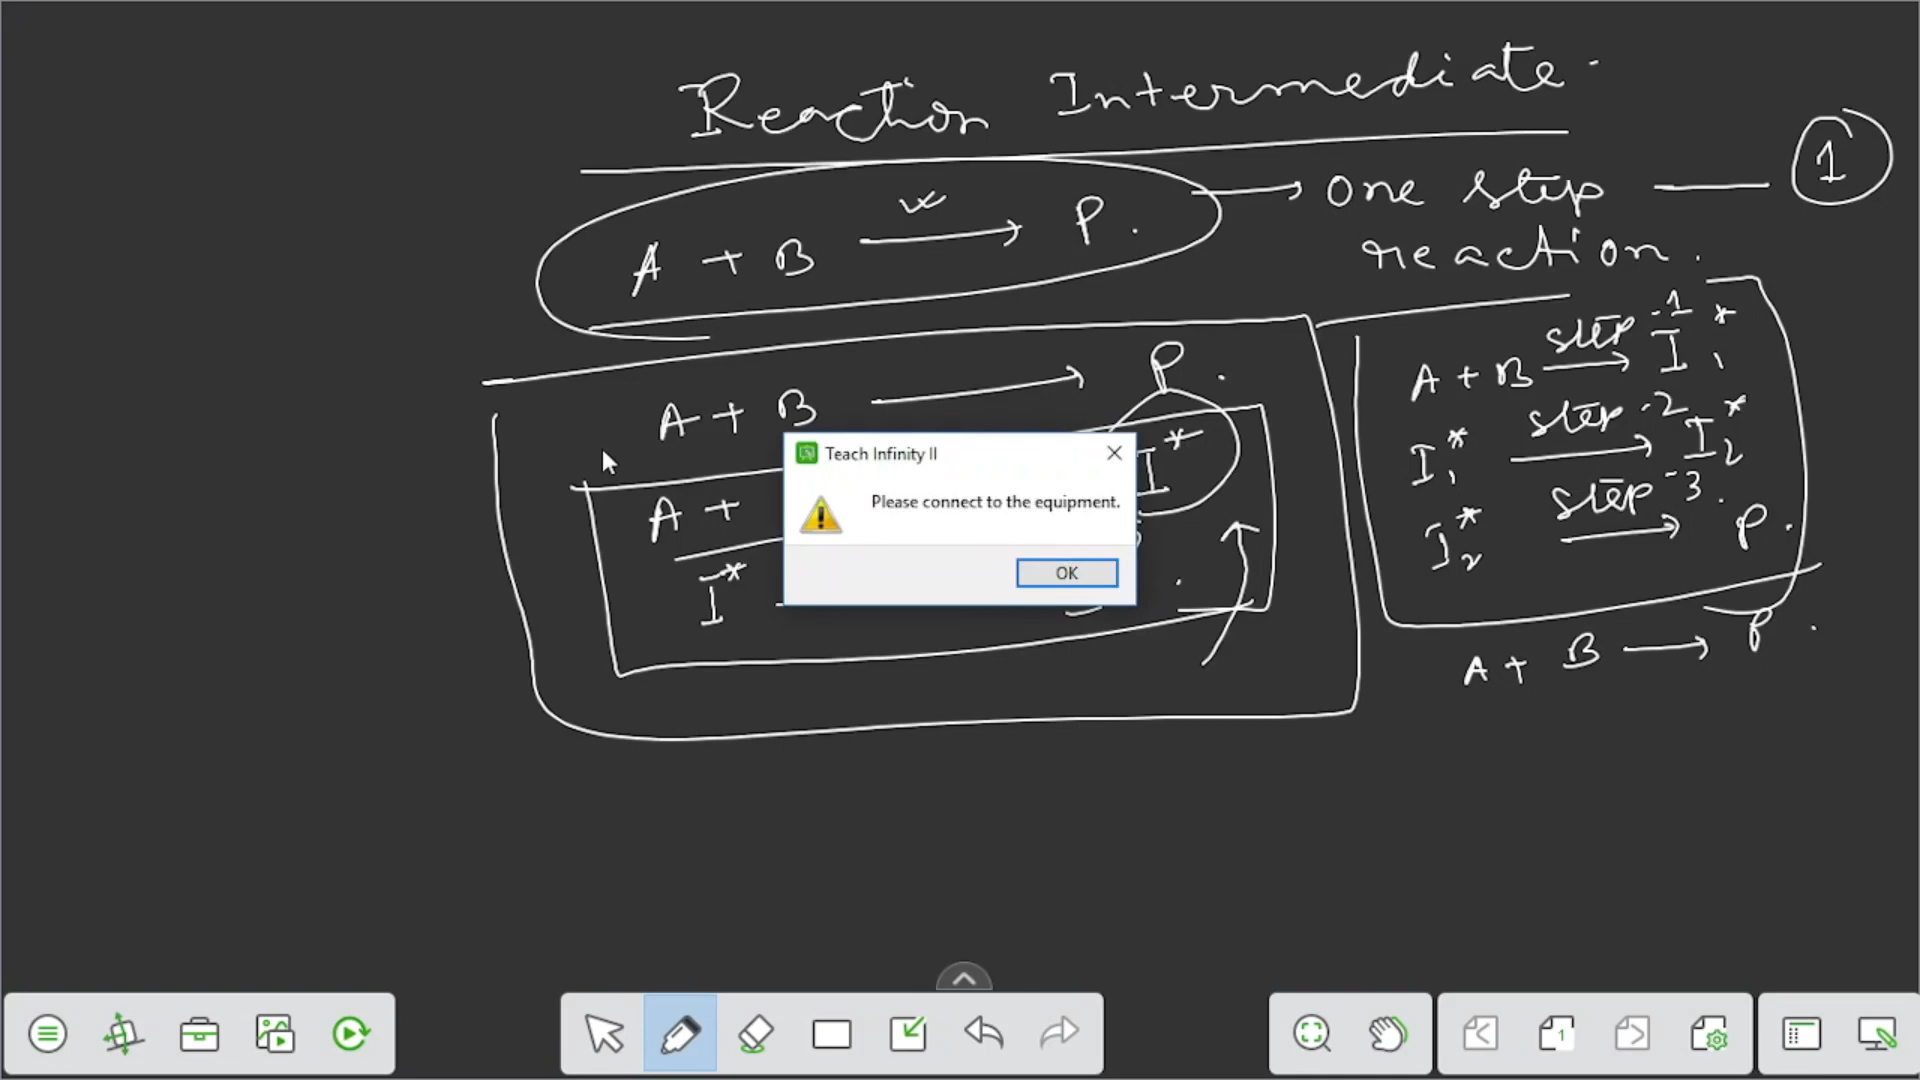 Reaction Intermediate.
A + B → P. → one step — 1
reaction.
A + B → P.
A +
I*
I*
Teach Infinity II
Please connect to the equipment.
OK
A + B step-1 → I₁*
I₁* step-2 → I₂*
I₂* step-3. → P.
A + B → P.
1